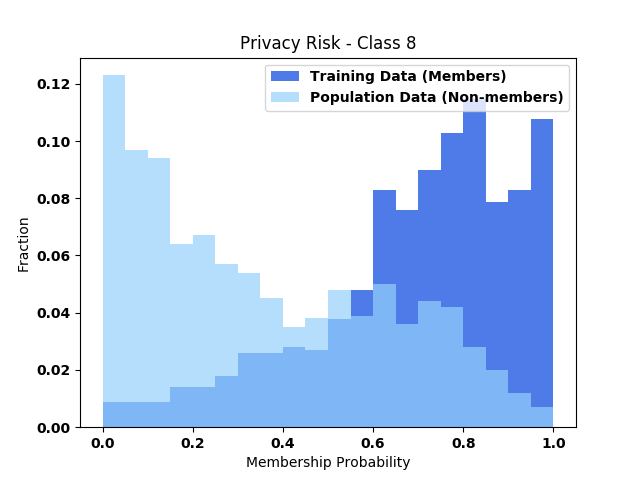 Privacy Risk - Class 8
Training Data (Members)
Population Data (Non-members)
0.12
0.10
0.08
0.06
0.04
0.02
0.00
Fraction
0.0 0.2 0.4 0.6 0.8 1.0
Membership Probability